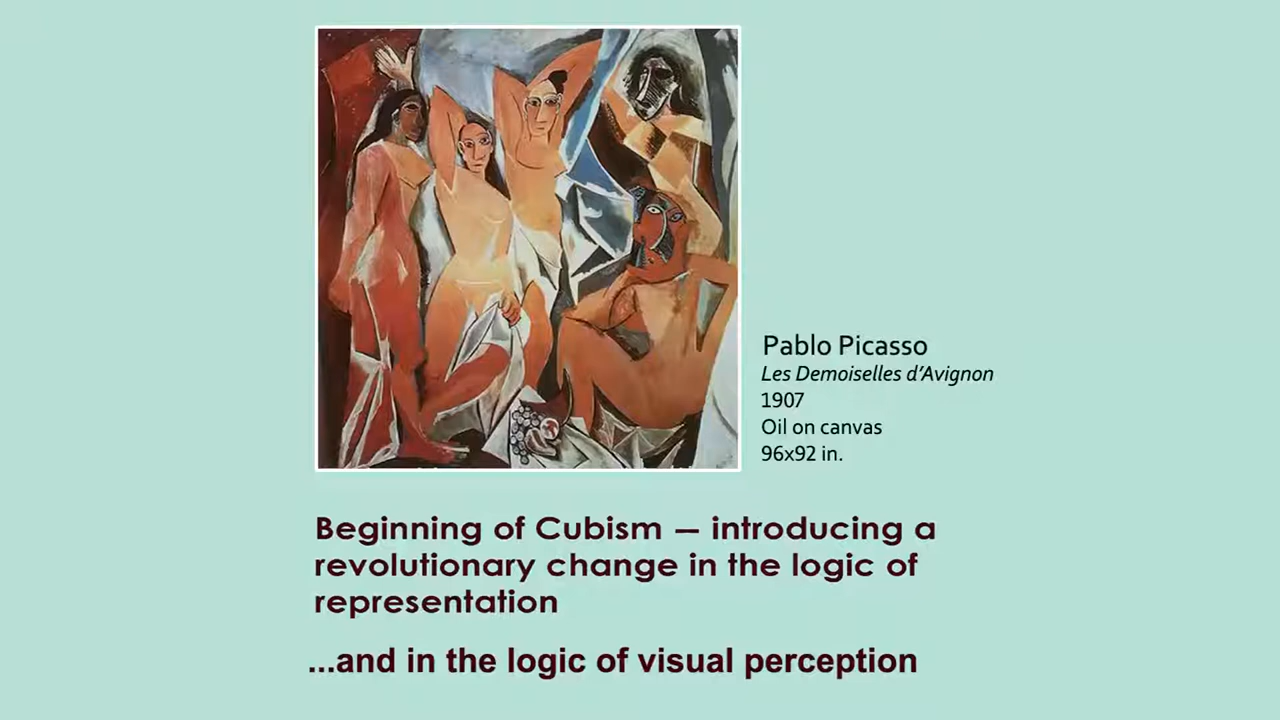 Pablo Picasso
Les Demoiselles d’Avignon
1907
Oil on canvas
96x92 in.
Beginning of Cubism — introducing a
revolutionary change in the logic of
representation
...and in the logic of visual perception